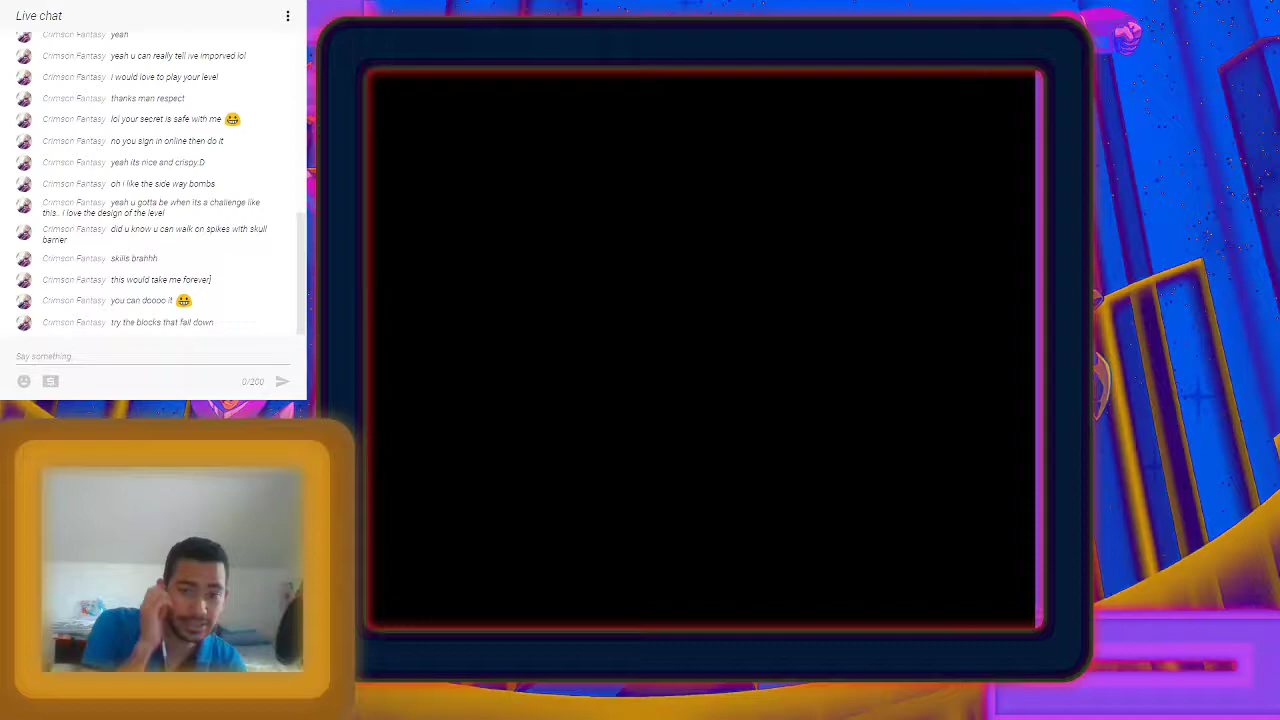 Live chat
Crimson Fantasy yeah
Crimson Fantasy yeah u can really tell ive imporved lol
Crimson Fantasy I would love to play your level
Crimson Fantasy thanks man respect
Crimson Fantasy lol your secret is safe with me
Crimson Fantasy no you sign in online then do it
Crimson Fantasy yeah its nice and crispy:D
Crimson Fantasy oh i like the side way bombs
Crimson Fantasy yeah u gotta be when its a challenge like
this.. I love the design of the level
Crimson Fantasy did u know u can walk on spikes with skull
barner
Crimson Fantasy skills brahhh
Crimson Fantasy this would take me forever]
Crimson Fantasy you can doooo it
Crimson Fantasy try the blocks that fall down
Say something...
0/200